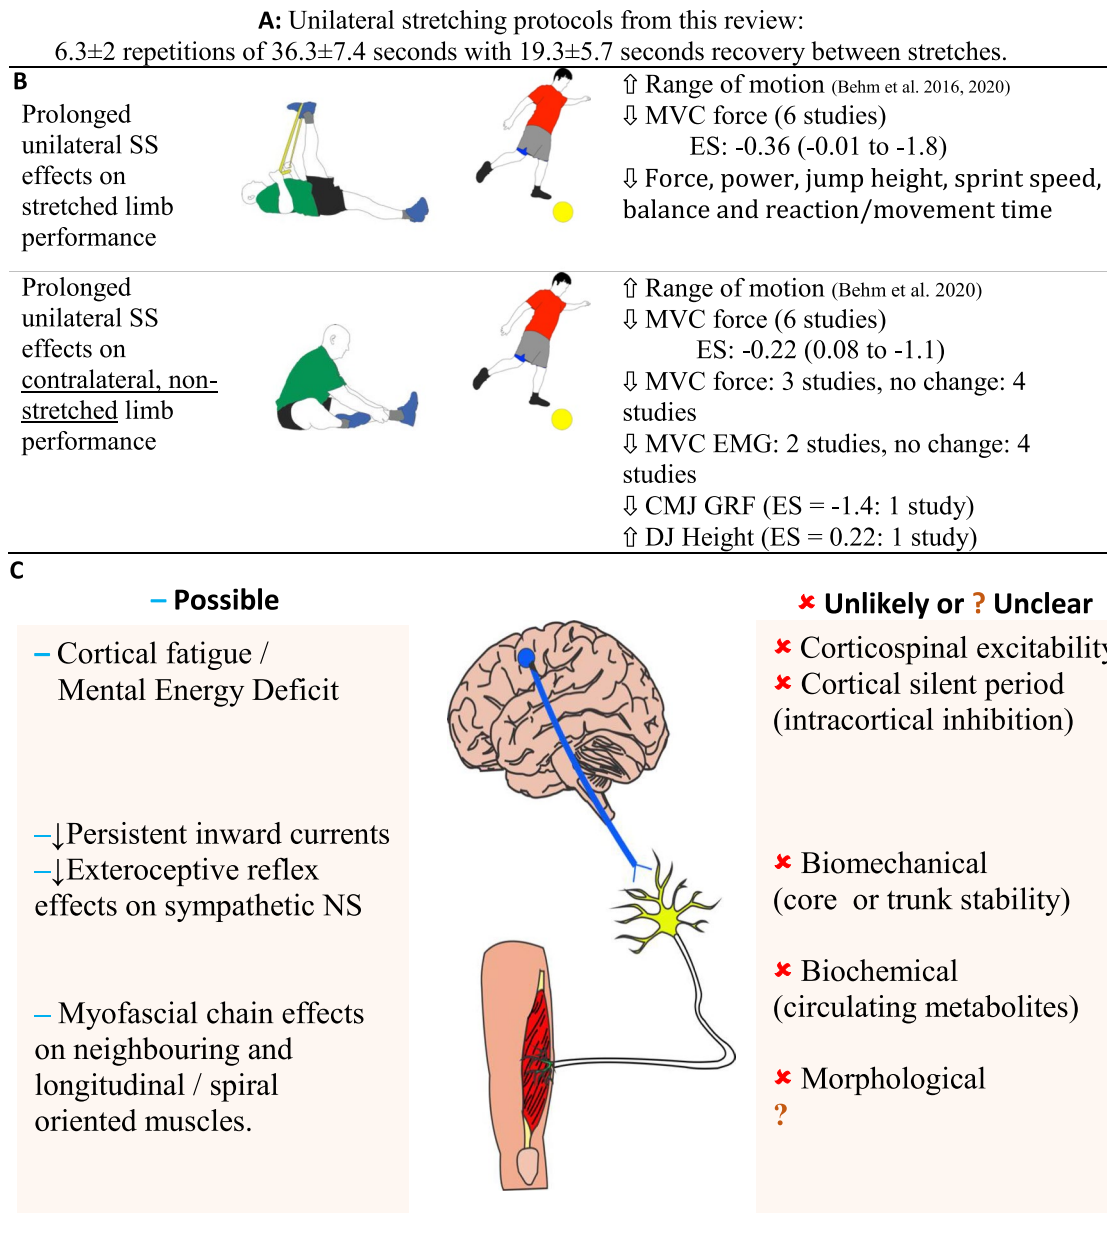 A: Unilateral stretching protocols from this review:
6.3±2 repetitions of 36.3±7.4 seconds with 19.3±5.7 seconds recovery between stretches.
B
Prolonged
unilateral SS
effects on
stretched limb
performance
⇧ Range of motion (Behm et al. 2016, 2020)
⇩ MVC force (6 studies)
ES: -0.36 (-0.01 to -1.8)
⇩ Force, power, jump height, sprint speed,
balance and reaction/movement time
Prolonged
unilateral SS
effects on
contralateral, non-
stretched limb
performance
⇧ Range of motion (Behm et al. 2020)
⇩ MVC force (6 studies)
ES: -0.22 (0.08 to -1.1)
⇩ MVC force: 3 studies, no change: 4
studies
⇩ MVC EMG: 2 studies, no change: 4
studies
⇩ CMJ GRF (ES = -1.4: 1 study)
⇧ DJ Height (ES = 0.22: 1 study)
C
– Possible
– Cortical fatigue /
Mental Energy Deficit
–↓Persistent inward currents
–↓Exteroceptive reflex
effects on sympathetic NS
– Myofascial chain effects
on neighbouring and
longitudinal / spiral
oriented muscles.
✘ Unlikely or ? Unclear
✘ Corticospinal excitability
✘ Cortical silent period
(intracortical inhibition)
✘ Biomechanical
(core or trunk stability)
✘ Biochemical
(circulating metabolites)
✘ Morphological
?